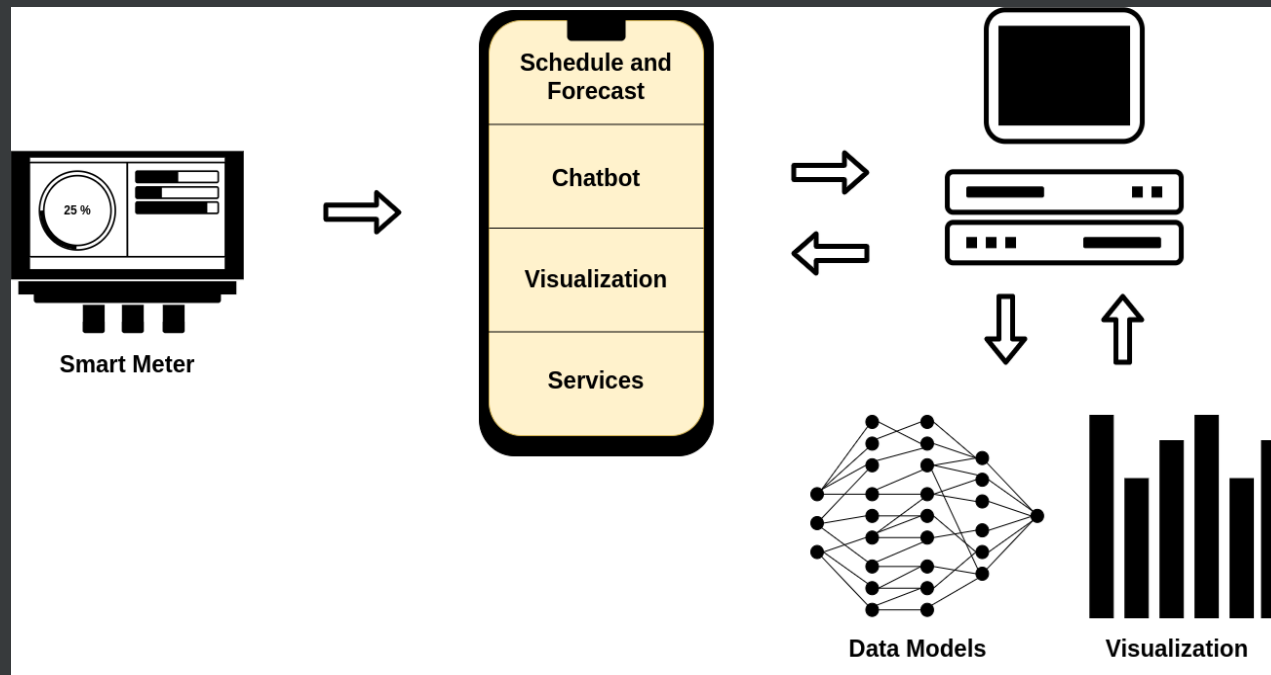 Schedule and
Forecast
Chatbot
25 %
Visualization
Smart Meter
Services
Data Models
Visualization